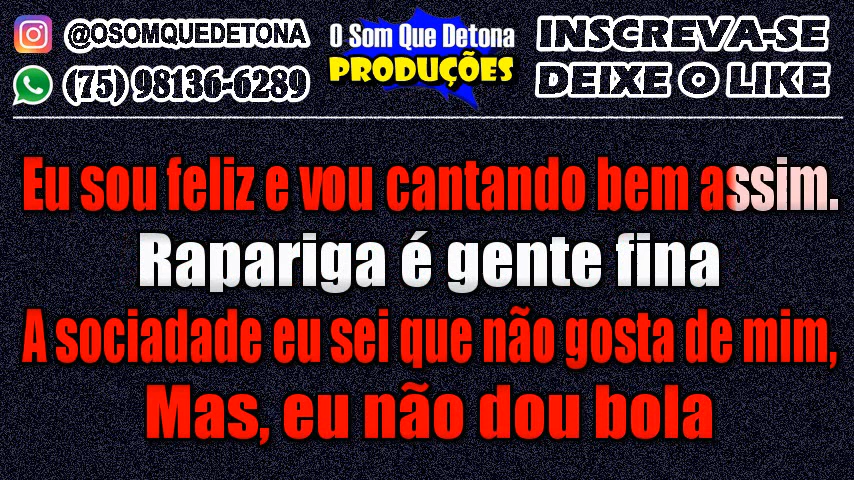 @OSOMQUEDETONA
(75) 98136-6289
O Som Que Detona
PRODUÇÕES
INSCREVA-SE
DEIXE O LIKE
Eu sou feliz e vou cantando bem assim.
Rapariga é gente fina
A sociadade eu sei que não gosta de mim,
Mas, eu não dou bola